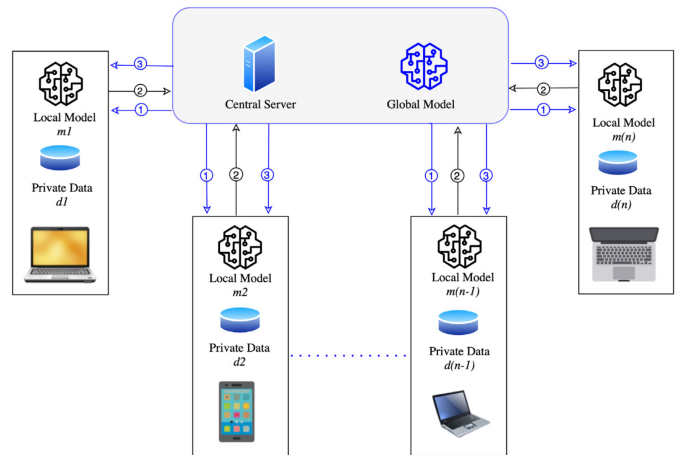 3
2
1
Local Model
m1
Private Data
d1
Central Server
Global Model
3
2
1
Local Model
m(n)
Private Data
d(n)
1
2
3
1
2
3
Local Model
m2
Private Data
d2
Local Model
m(n-1)
Private Data
d(n-1)